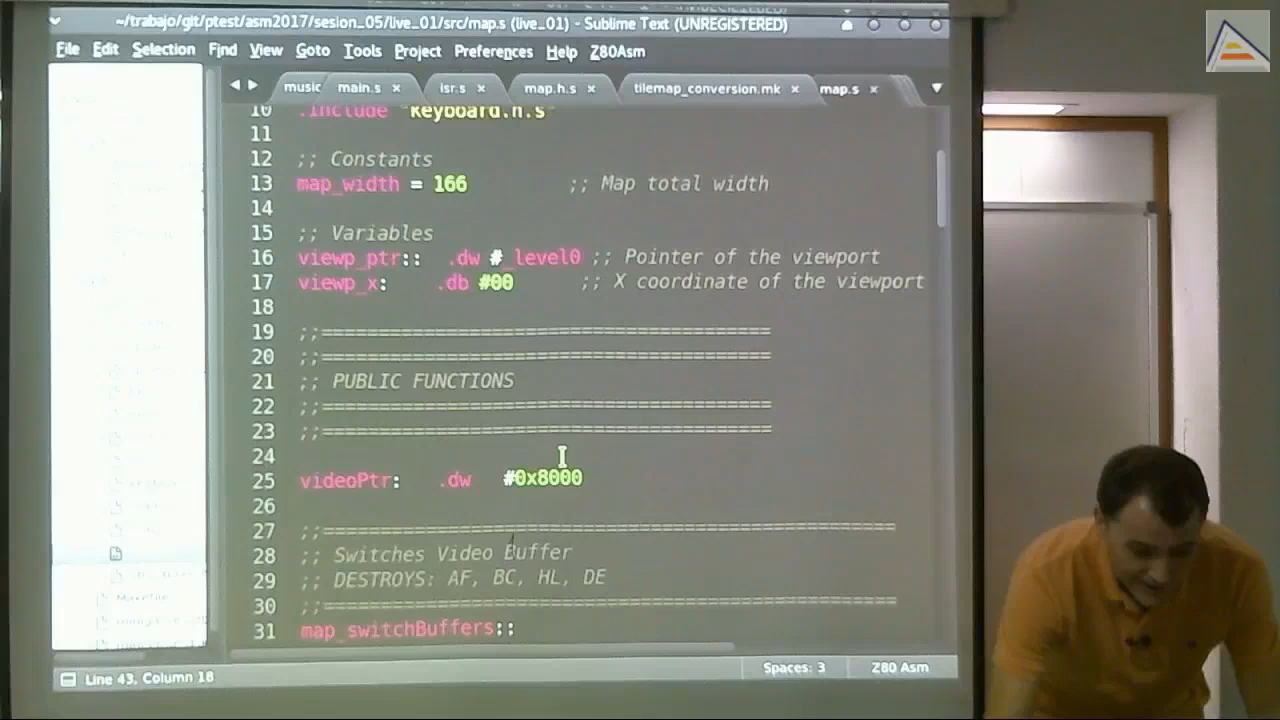 ~/trabajo/git/ptest/asm2017/sesion_05/live_01/src/map.s (live_01) - Sublime Text (UNREGISTERED)
File Edit Selection Find View Goto Tools Project Preferences Help Z80Asm
music main.s × isr.s × map.h.s × tilemap_conversion.mk × map.s ×
10 .include "keyboard.h.s"
11
12 ;; Constants
13 map_width = 166 ;; Map total width
14
15 ;; Variables
16 viewp_ptr:: .dw #_level0 ;; Pointer of the viewport
17 viewp_x: .db #00 ;; X coordinate of the viewport
18
19 ;;========================================
20 ;;========================================
21 ;; PUBLIC FUNCTIONS
22 ;;========================================
23 ;;========================================
24
25 videoPtr: .dw #0x8000
26
27 ;;===================================================
28 ;; Switches Video Buffer
29 ;; DESTROYS: AF, BC, HL, DE
30 ;;===================================================
31 map_switchBuffers::
Line 43, Column 18 Spaces: 3 Z80 Asm